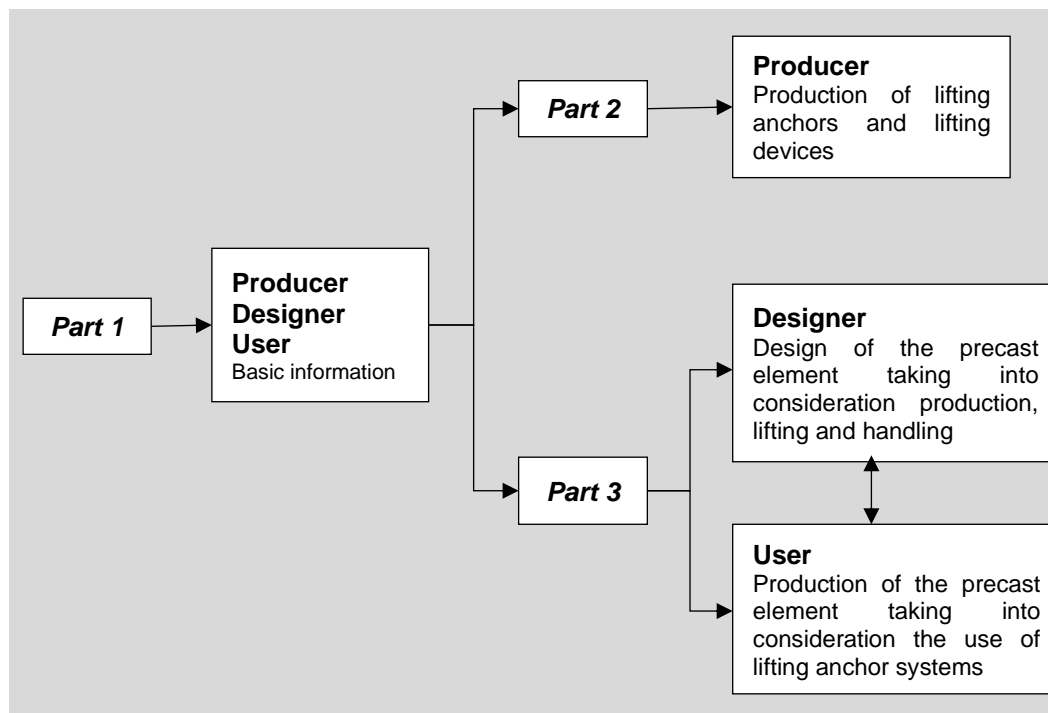 Part 1
Producer
Designer
User
Basic information
Part 2
Producer
Production of lifting
anchors and lifting
devices
Part 3
Designer
Design of the precast
element taking into
consideration production,
lifting and handling
User
Production of the precast
element taking into
consideration the use of
lifting anchor systems